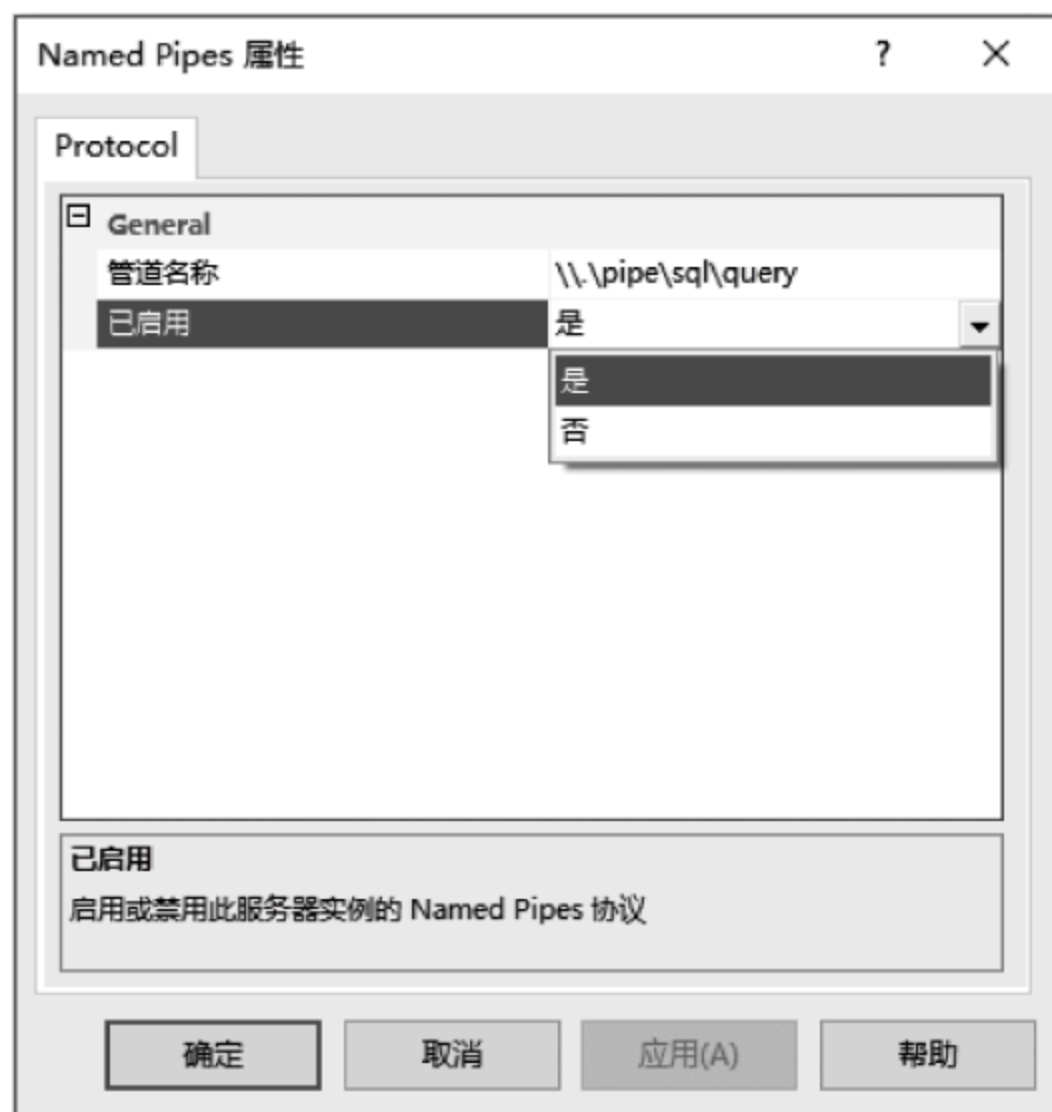 Named Pipes 属性
Protocol
General
管道名称 \\.\pipe\sql\query
已启用 是
是
否
已启用
启用或禁用此服务器实例的 Named Pipes 协议
确定 取消 应用(A) 帮助